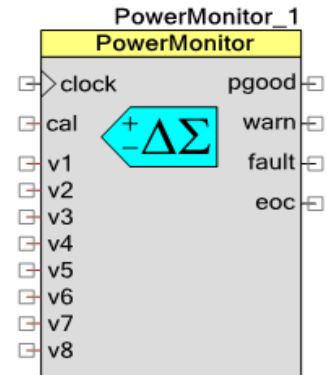 PowerMonitor_1
PowerMonitor
clock pgood
cal warn
+
− ΔΣ
v1 fault
v2
v3 eoc
v4
v5
v6
v7
v8